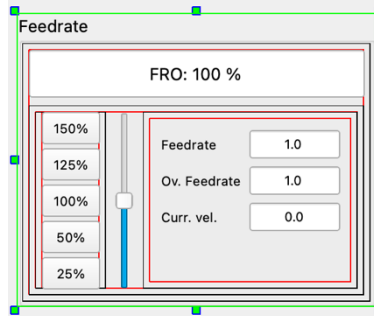 Feedrate
FRO: 100 %
150%
125%
100%
50%
25%
Feedrate 1.0
Ov. Feedrate 1.0
Curr. vel. 0.0